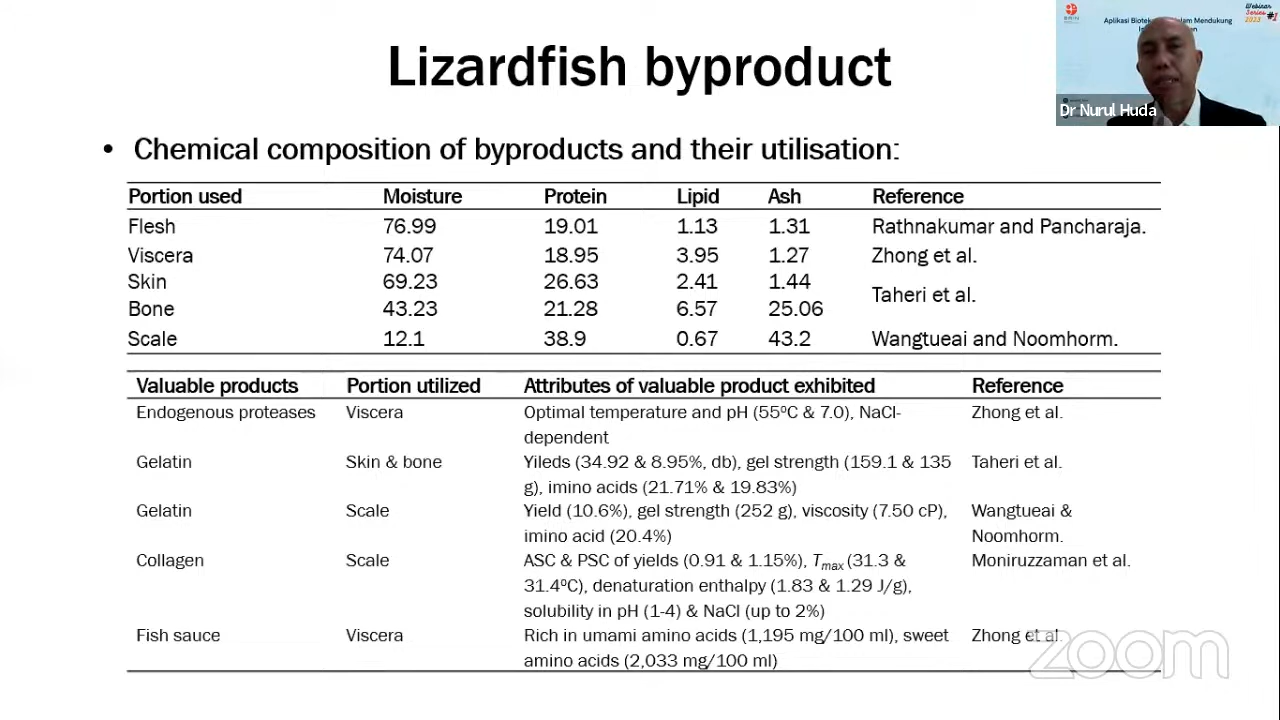 Lizardfish byproduct
BRIN
Aplikasi Biotek lam Mendukung
Webinar
Series
2023 #1
Dr Nurul Huda
• Chemical composition of byproducts and their utilisation:
Portion used Moisture Protein Lipid Ash Reference
Flesh 76.99 19.01 1.13 1.31 Rathnakumar and Pancharaja.
Viscera 74.07 18.95 3.95 1.27 Zhong et al.
Skin 69.23 26.63 2.41 1.44
Taheri et al.
Bone 43.23 21.28 6.57 25.06
Scale 12.1 38.9 0.67 43.2 Wangtueai and Noomhorm.
Valuable products Portion utilized Attributes of valuable product exhibited Reference
Endogenous proteases Viscera Optimal temperature and pH (55ºC & 7.0), NaCl- Zhong et al.
dependent
Gelatin Skin & bone Yileds (34.92 & 8.95%, db), gel strength (159.1 & 135 Taheri et al.
g), imino acids (21.71% & 19.83%)
Gelatin Scale Yield (10.6%), gel strength (252 g), viscosity (7.50 cP), Wangtueai &
imino acid (20.4%) Noomhorm.
Collagen Scale ASC & PSC of yields (0.91 & 1.15%), Tmax (31.3 & Moniruzzaman et al.
31.4ºC), denaturation enthalpy (1.83 & 1.29 J/g),
solubility in pH (1-4) & NaCl (up to 2%)
Fish sauce Viscera Rich in umami amino acids (1,195 mg/100 ml), sweet Zhong et al.
amino acids (2,033 mg/100 ml)
zoom